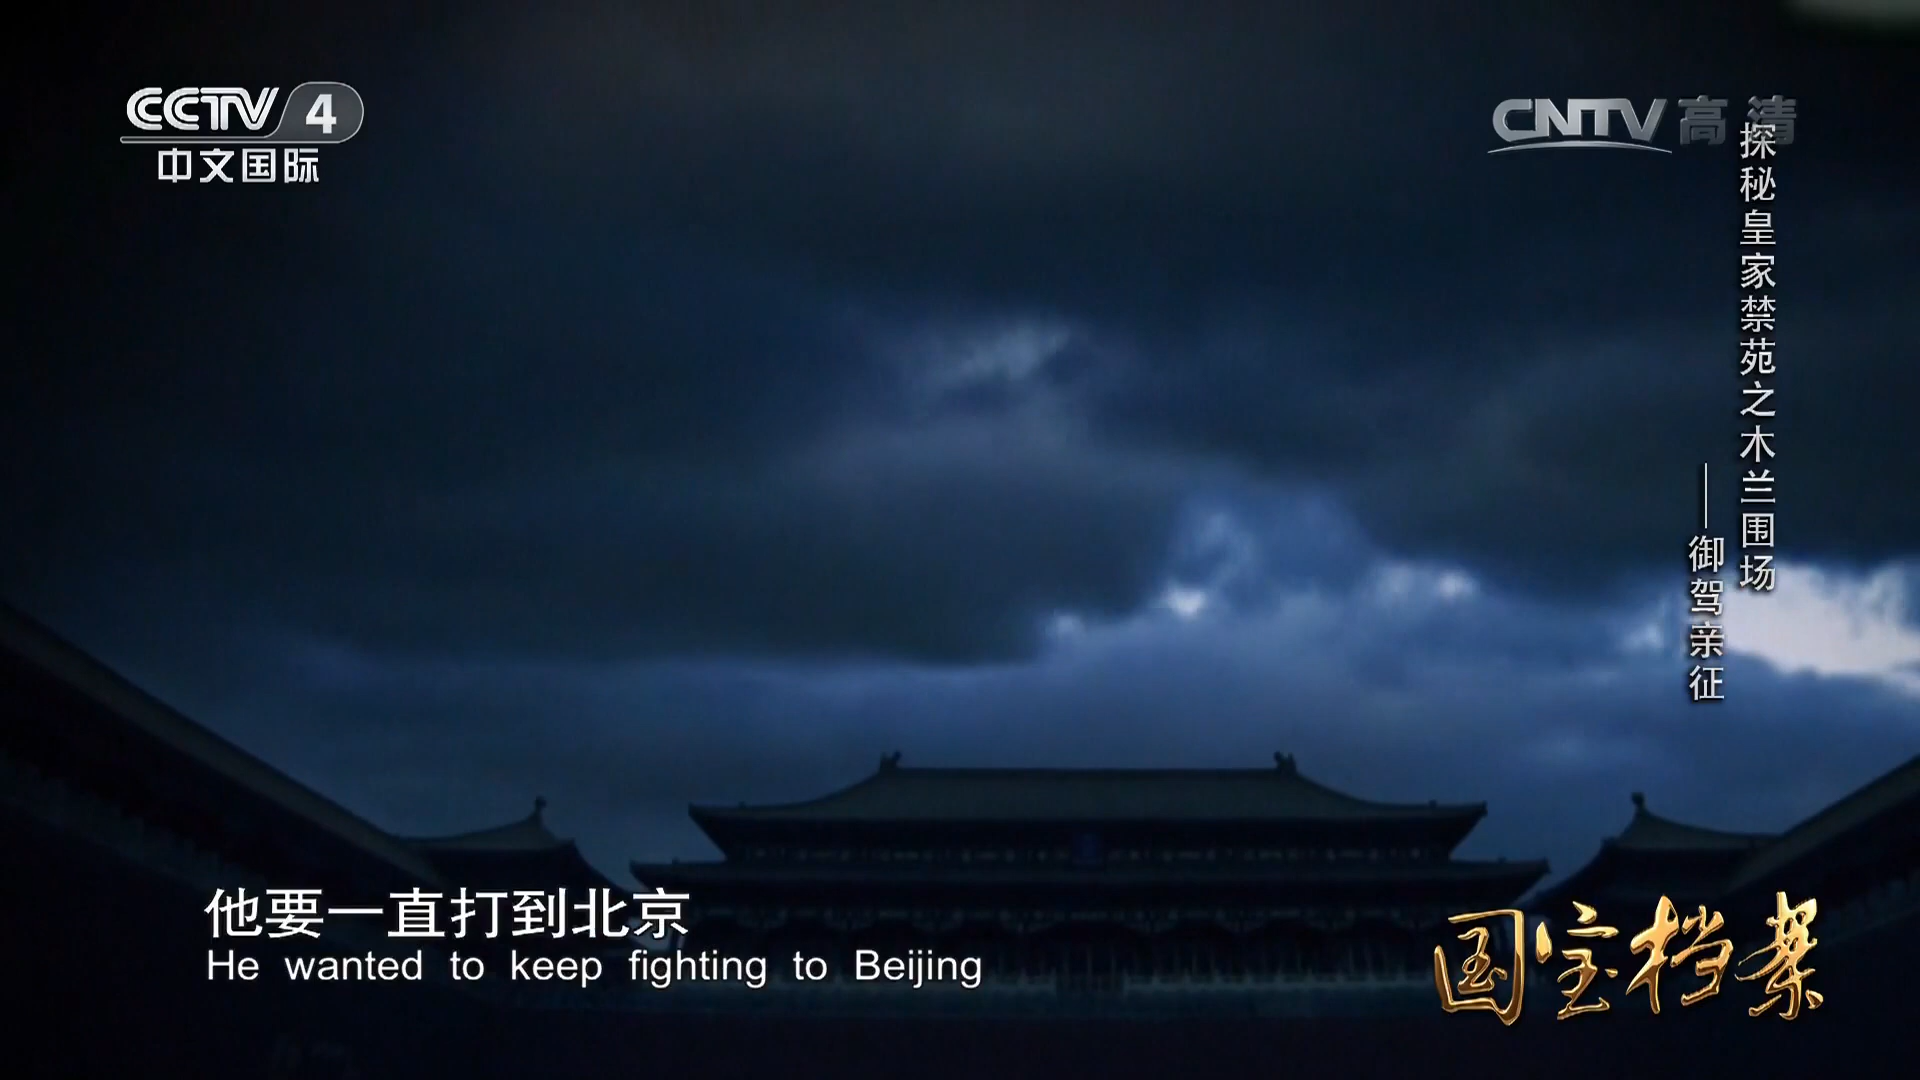 CCTV 4
中文国际
CNTV 高清
探秘皇家禁苑之木兰围场
——御驾亲征
他要一直打到北京
He wanted to keep fighting to Beijing
国宝档案